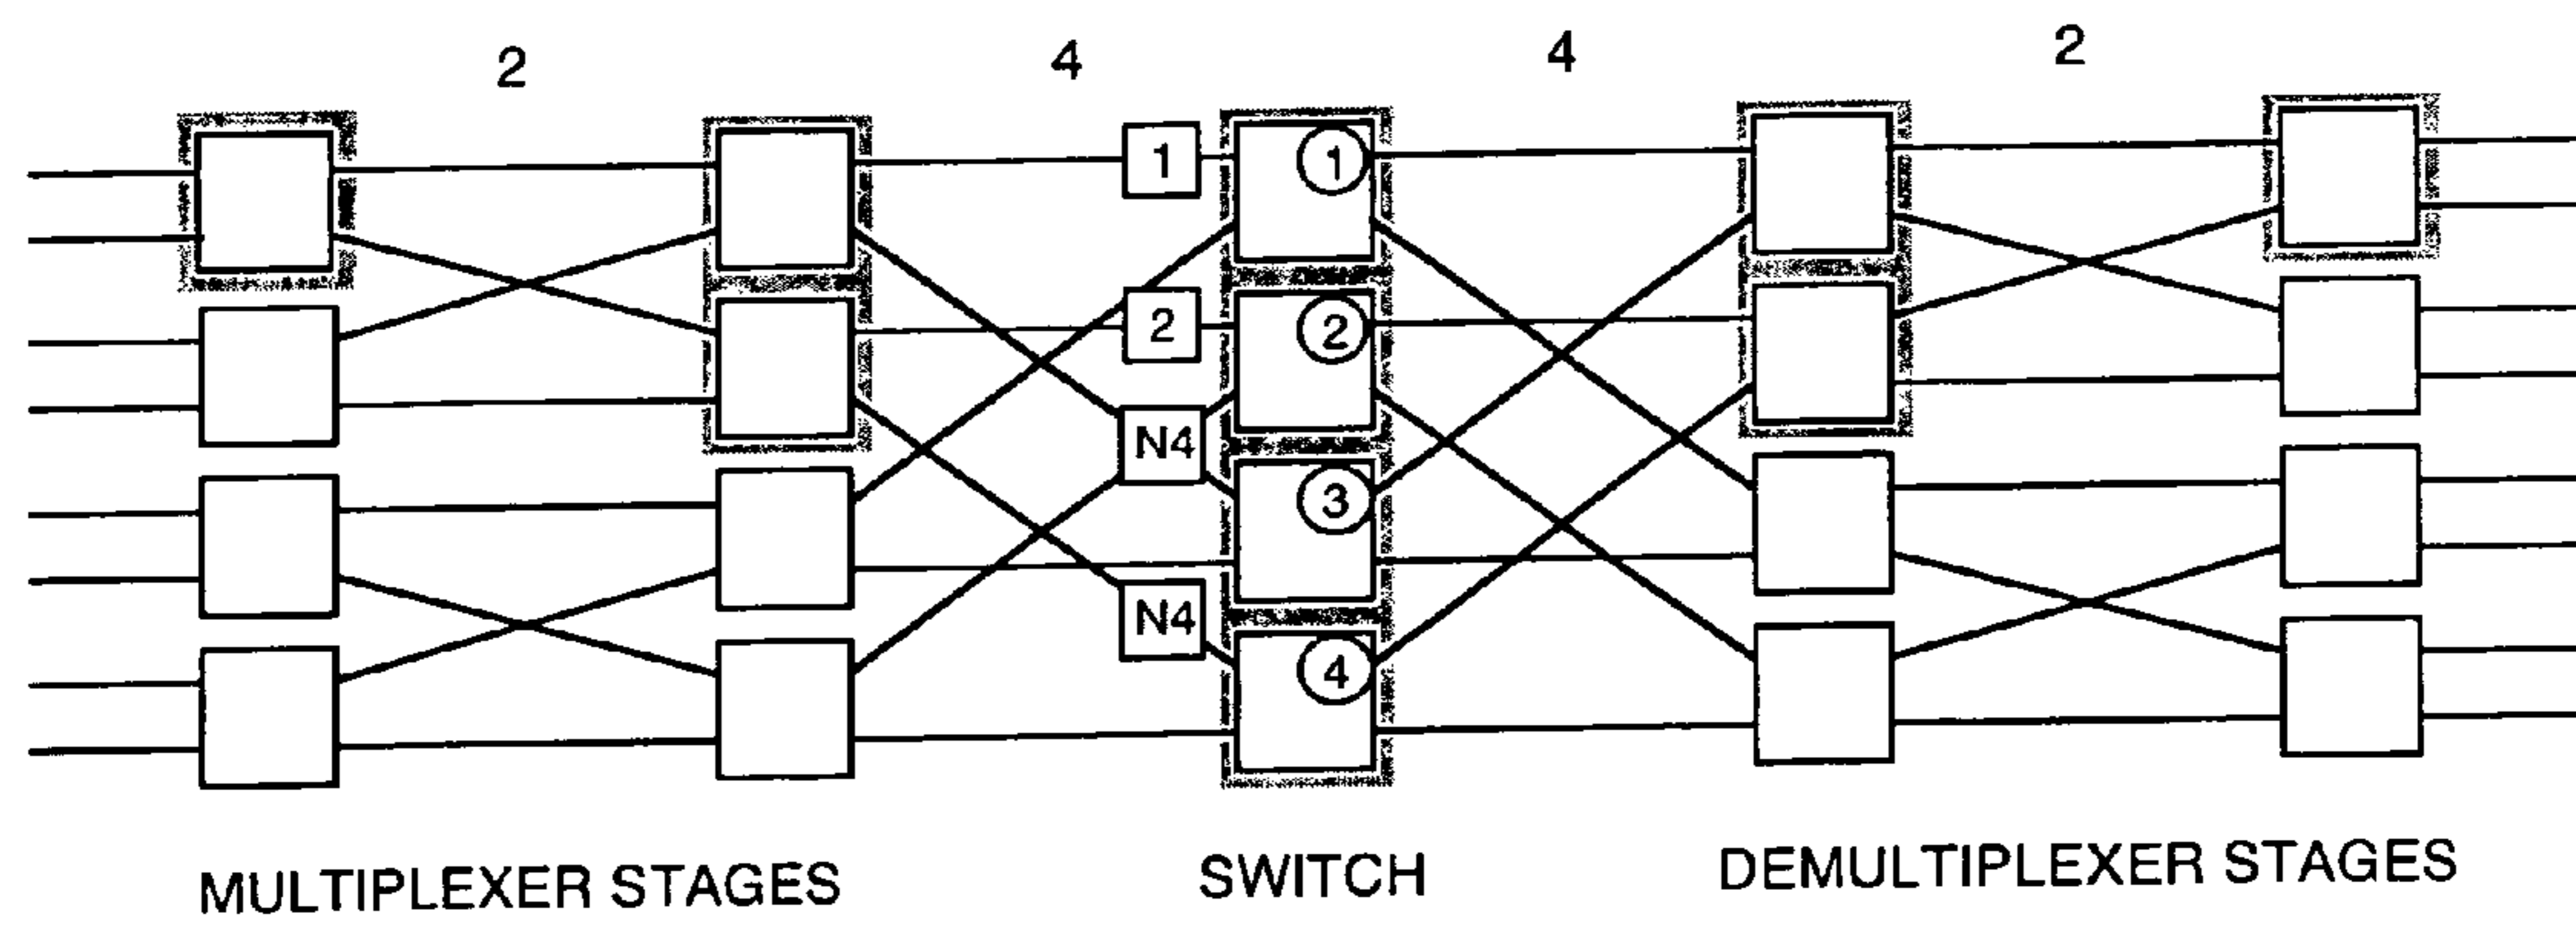 2 4 4 2
1 1
2 2
N4 3
N4 4
MULTIPLEXER STAGES SWITCH DEMULTIPLEXER STAGES